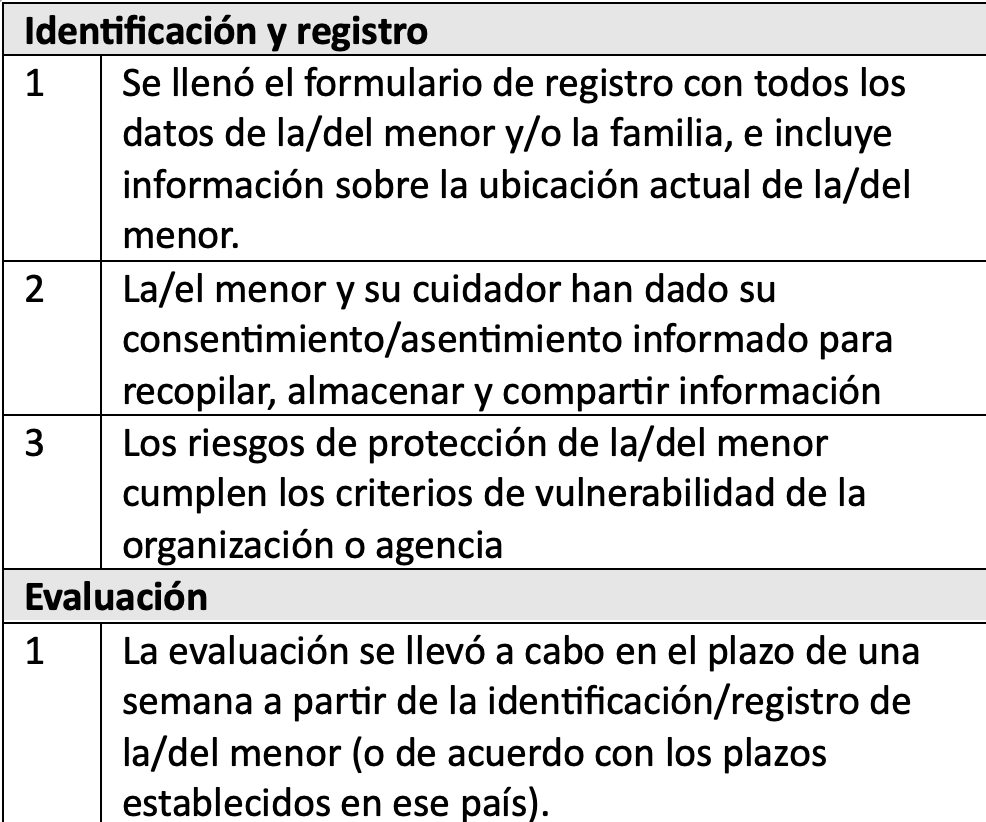 Identificación y registro
1 Se llenó el formulario de registro con todos los
datos de la/del menor y/o la familia, e incluye
información sobre la ubicación actual de la/del
menor.
2 La/el menor y su cuidador han dado su
consentimiento/asentimiento informado para
recopilar, almacenar y compartir información
3 Los riesgos de protección de la/del menor
cumplen los criterios de vulnerabilidad de la
organización o agencia
Evaluación
1 La evaluación se llevó a cabo en el plazo de una
semana a partir de la identificación/registro de
la/del menor (o de acuerdo con los plazos
establecidos en ese país).